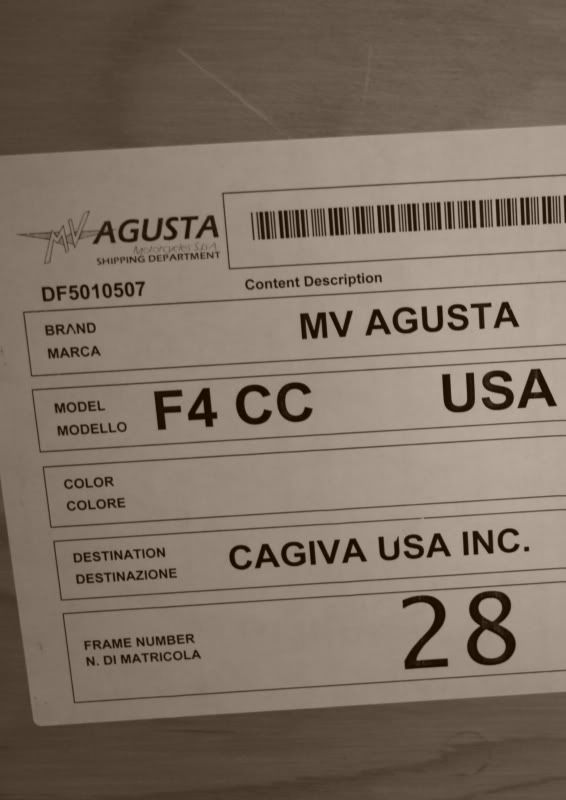 MV AGUSTA
Motorcycles S.p.A.
SHIPPING DEPARTMENT
DF5010507
Content Description
BRAND
MARCA
MV AGUSTA
MODEL
MODELLO
F4 CC USA
COLOR
COLORE
DESTINATION
DESTINAZIONE
CAGIVA USA INC.
FRAME NUMBER
N. DI MATRICOLA
28